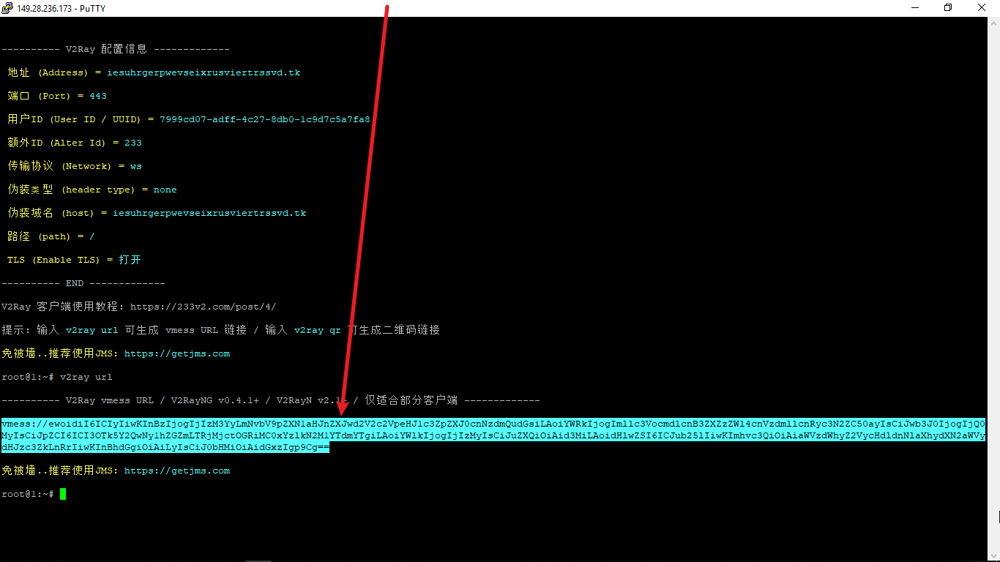 149.28.236.173 - PuTTY
---------- V2Ray 配置信息 -------------
地址 (Address) = iesuhrgerpwevseixrusviertrssvd.tk
端口 (Port) = 443
用户ID (User ID / UUID) = 7999cd07-adff-4c27-8db0-1c9d7c5a7fa8
额外ID (Alter Id) = 233
传输协议 (Network) = ws
伪装类型 (header type) = none
伪装域名 (host) = iesuhrgerpwevseixrusviertrssvd.tk
路径 (path) = /
TLS (Enable TLS) = 打开
---------- END -------------
V2Ray 客户端使用教程: https://233v2.com/post/4/
提示: 输入 v2ray url 可生成 vmess URL 链接 / 输入 v2ray qr 可生成二维码链接
免被墙..推荐使用JMS: https://getjms.com
root@1:~# v2ray url
---------- V2Ray vmess URL / V2RayNG v0.4.1+ / V2RayN v2.1+ / 仅适合部分客户端 -------------
免被墙..推荐使用JMS: https://getjms.com
root@1:~#